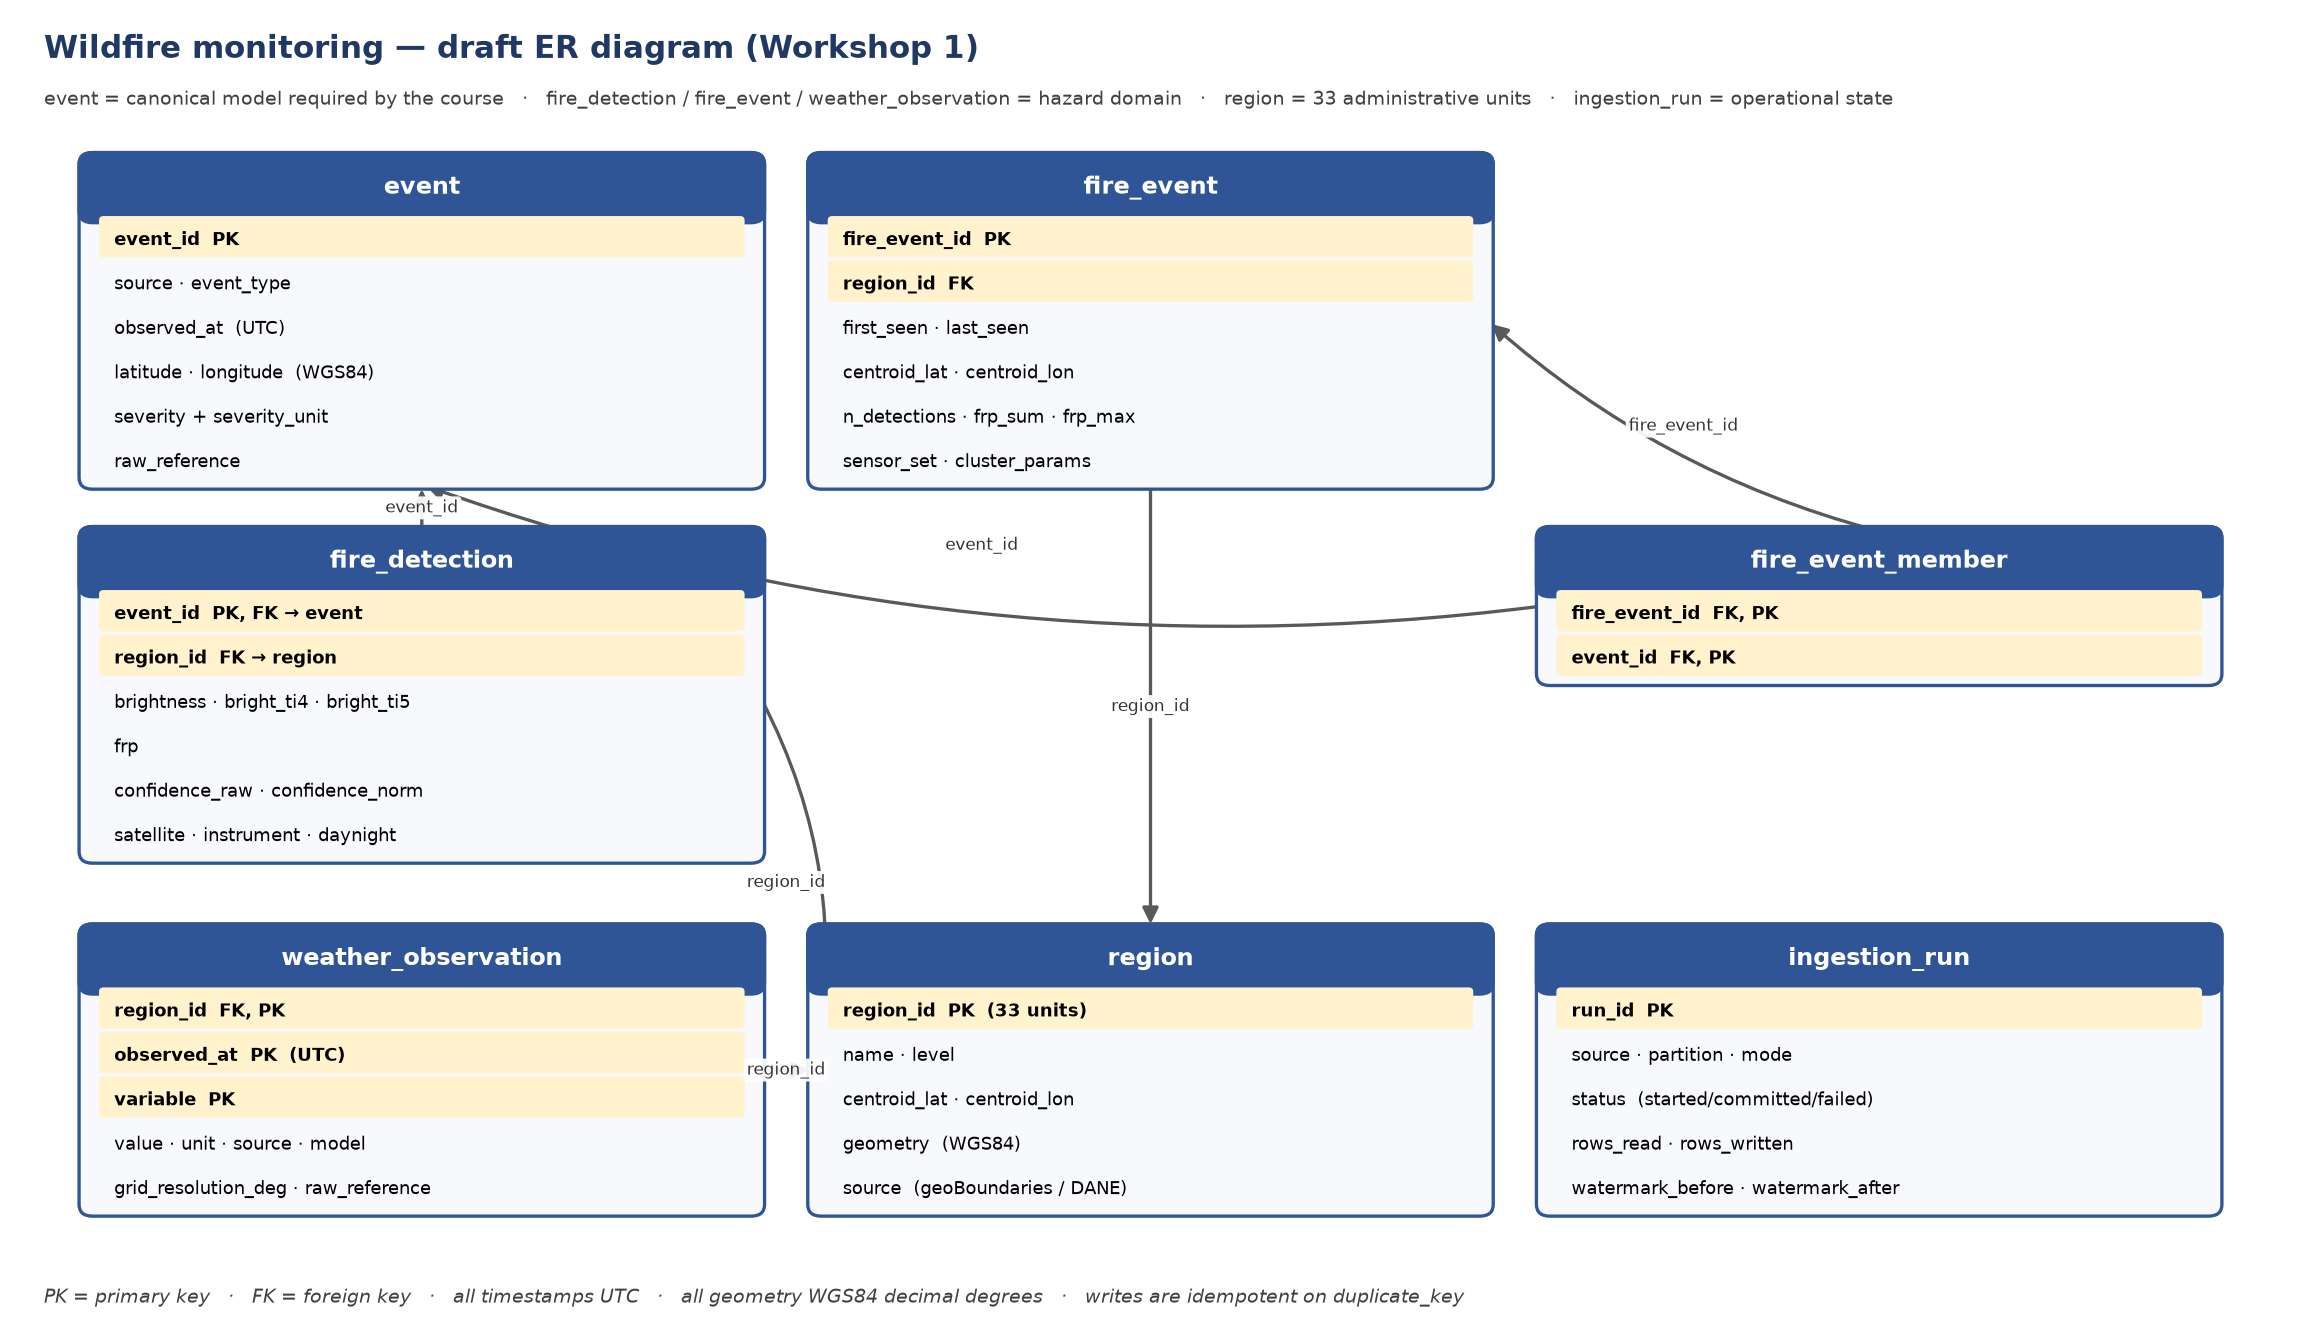 Wildfire monitoring — draft ER diagram (Workshop 1)
event = canonical model required by the course · fire_detection / fire_event / weather_observation = hazard domain · region = 33 administrative units · ingestion_run = operational state
event
event_id PK
source · event_type
observed_at (UTC)
latitude · longitude (WGS84)
severity + severity_unit
raw_reference
fire_event
fire_event_id PK
region_id FK
first_seen · last_seen
centroid_lat · centroid_lon
n_detections · frp_sum · frp_max
sensor_set · cluster_params
fire_event_id
event_id
event_id
fire_detection
event_id PK, FK → event
region_id FK → region
brightness · bright_ti4 · bright_ti5
frp
confidence_raw · confidence_norm
satellite · instrument · daynight
fire_event_member
fire_event_id FK, PK
event_id FK, PK
region_id
region_id
weather_observation
region_id FK, PK
observed_at PK (UTC)
variable PK
value · unit · source · model
grid_resolution_deg · raw_reference
region_id
region
region_id PK (33 units)
name · level
centroid_lat · centroid_lon
geometry (WGS84)
source (geoBoundaries / DANE)
ingestion_run
run_id PK
source · partition · mode
status (started/committed/failed)
rows_read · rows_written
watermark_before · watermark_after
PK = primary key · FK = foreign key · all timestamps UTC · all geometry WGS84 decimal degrees · writes are idempotent on duplicate_key